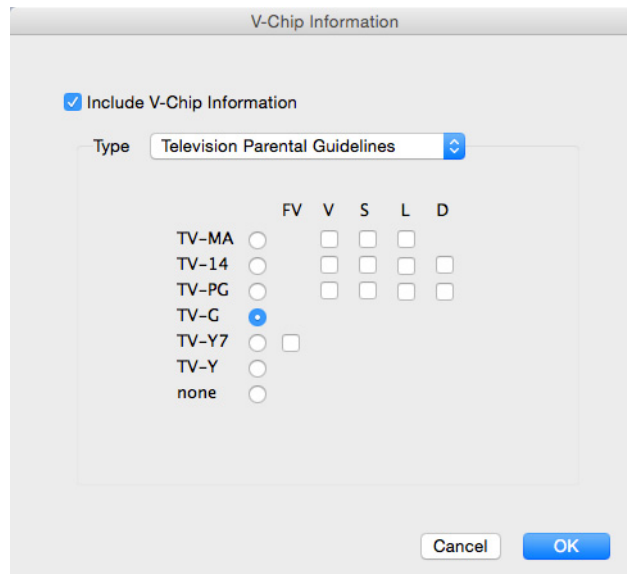 V-Chip Information
Include V-Chip Information
Type Television Parental Guidelines
FV V S L D
TV-MA
TV-14
TV-PG
TV-G
TV-Y7
TV-Y
none
Cancel OK